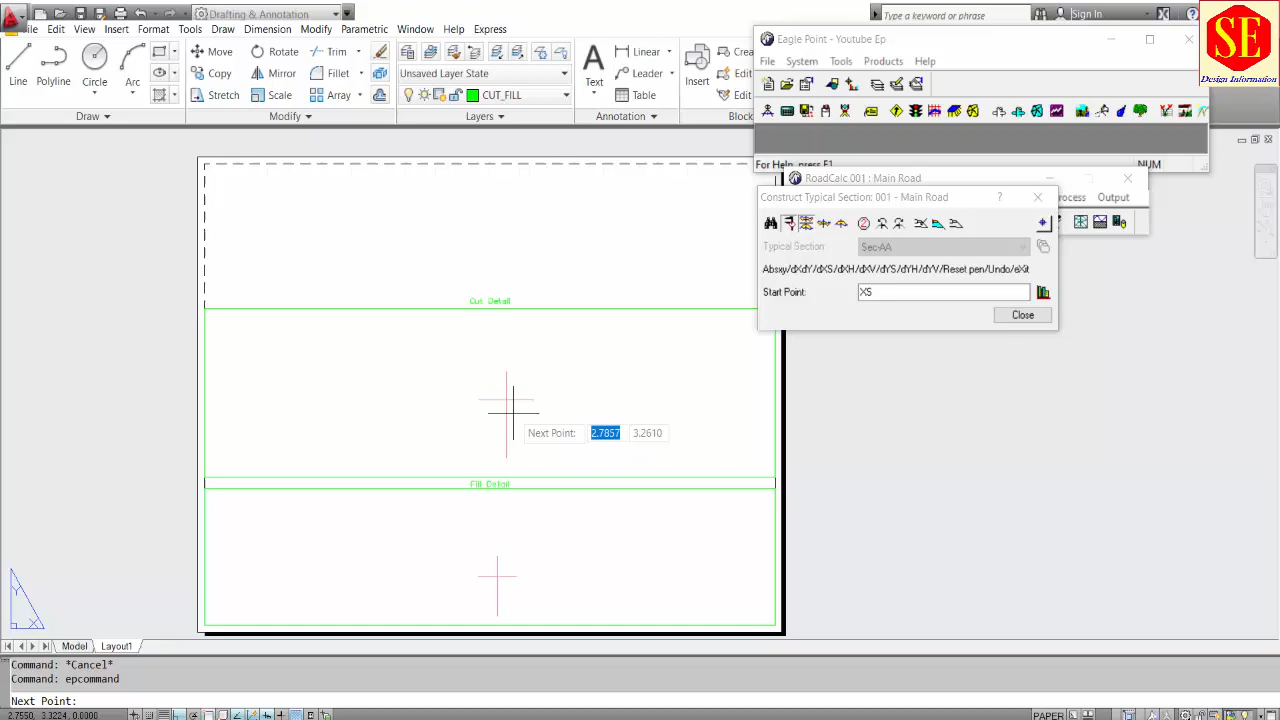 Drafting & Annotation
Type a keyword or phrase
Sign In
Edit View Insert Format Tools Draw Dimension Modify Parametric Window Help Express
Line Polyline Circle Arc
Move Rotate Trim
Copy Mirror Fillet
Stretch Scale Array
Unsaved Layer State
CUT_FILL
Text
Linear
Leader
Table
Insert
Edit
Draw Modify Layers Annotation
SE
Design Information
Eagle Point - Youtube Ep
File System Tools Products Help
For Help, press F1
NUM
RoadCalc 001 : Main Road
Output
Construct Typical Section: 001 - Main Road
Typical Section: Sec-AA
Absxy/dXdY/dXS/dXH/dXV/dYS/dYH/dYV/Reset pen/Undo/eXit
Start Point: XS
Close
Cut Detail
Next Point: 2.7857 3.2610
Fill Detail
Y
X
Model Layout1
Command: *Cancel*
Command: epcommand
Next Point:
2.7550, 3.3224, 0.0000
PAPER